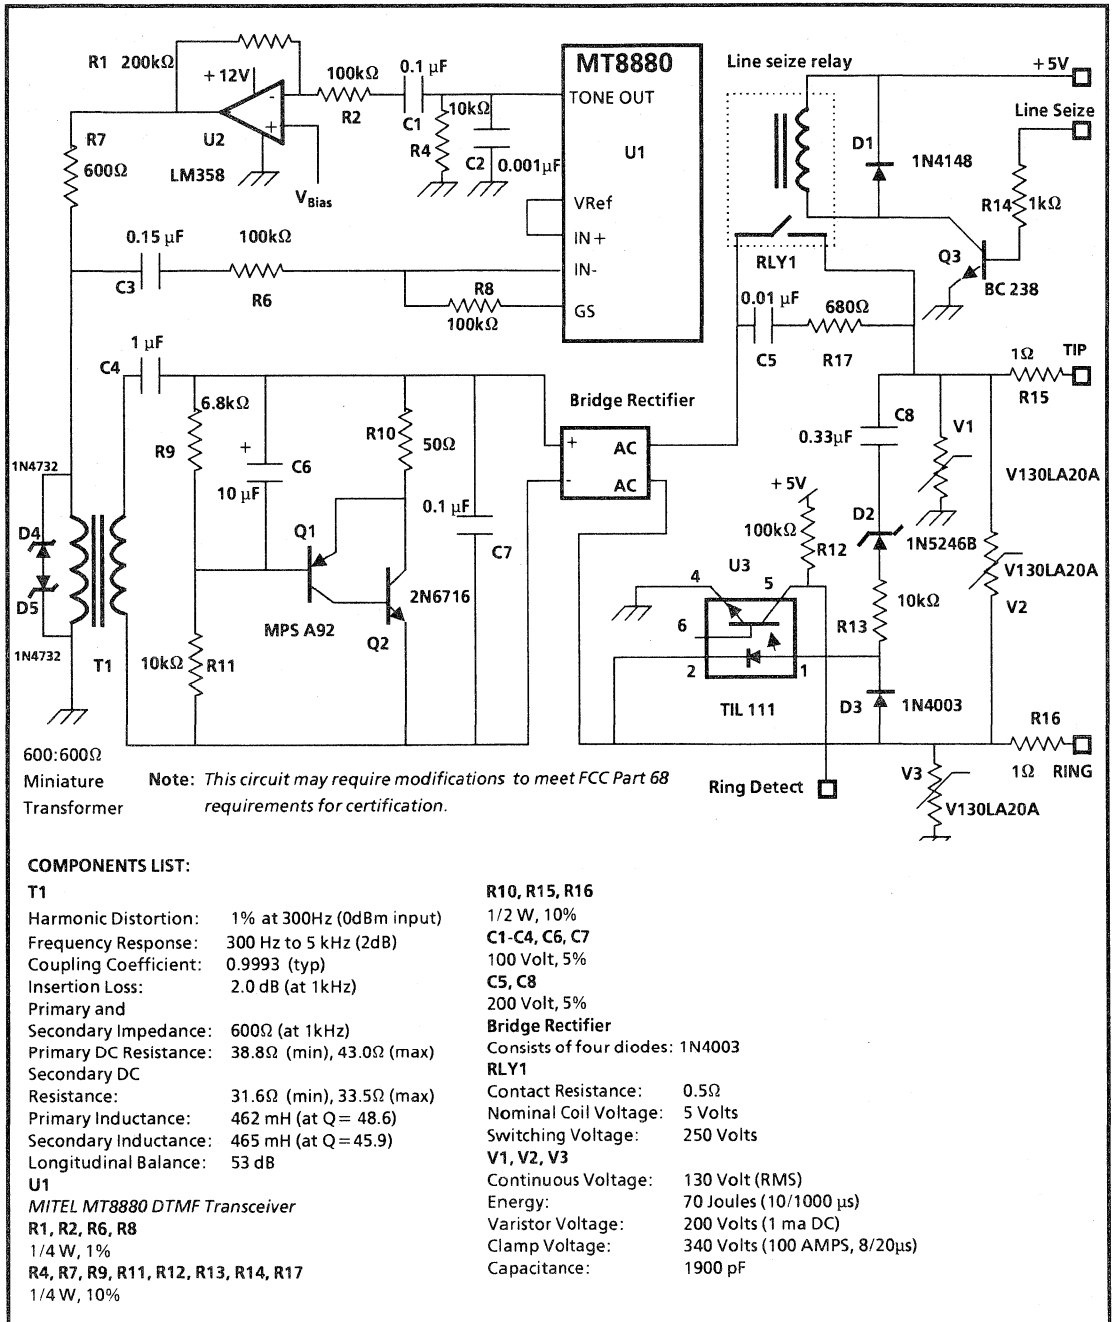 R1 200kΩ
+ 12V
100kΩ
R2
0.1 µF
C1
-
+
U2
LM358
VBias
R7
600Ω
10kΩ
R4
C2
0.001µF
MT8880
TONE OUT
U1
VRef
IN +
IN-
GS
Line seize relay
+ 5V
Line Seize
D1
1N4148
R14
1kΩ
Q3
BC 238
RLY1
0.15 µF
C3
100kΩ
R6
R8
100kΩ
0.01 µF
C5
680Ω
R17
1 µF
C4
6.8kΩ
R9
+
C6
10 µF
R10
50Ω
0.1 µF
C7
Bridge Rectifier
+
AC
-
AC
1Ω
TIP
R15
C8
0.33µF
V1
V130LA20A
+ 5V
100kΩ
R12
D2
1N5246B
V130LA20A
V2
1N4732
D4
D5
1N4732
T1
Q1
MPS A92
2N6716
Q2
10kΩ
R11
U3
4
5
6
2
1
TIL 111
10kΩ
R13
D3
1N4003
R16
1Ω
RING
V3
V130LA20A
Ring Detect
600:600Ω
Miniature
Transformer
Note: This circuit may require modifications to meet FCC Part 68
requirements for certification.
COMPONENTS LIST:
T1
Harmonic Distortion: 1% at 300Hz (0dBm input)
Frequency Response: 300 Hz to 5 kHz (2dB)
Coupling Coefficient: 0.9993 (typ)
Insertion Loss: 2.0 dB (at 1kHz)
Primary and
Secondary Impedance: 600Ω (at 1kHz)
Primary DC Resistance: 38.8Ω (min), 43.0Ω (max)
Secondary DC
Resistance: 31.6Ω (min), 33.5Ω (max)
Primary Inductance: 462 mH (at Q= 48.6)
Secondary Inductance: 465 mH (at Q=45.9)
Longitudinal Balance: 53 dB
U1
MITEL MT8880 DTMF Transceiver
R1, R2, R6, R8
1/4 W, 1%
R4, R7, R9, R11, R12, R13, R14, R17
1/4 W, 10%
R10, R15, R16
1/2 W, 10%
C1-C4, C6, C7
100 Volt, 5%
C5, C8
200 Volt, 5%
Bridge Rectifier
Consists of four diodes: 1N4003
RLY1
Contact Resistance: 0.5Ω
Nominal Coil Voltage: 5 Volts
Switching Voltage: 250 Volts
V1, V2, V3
Continuous Voltage: 130 Volt (RMS)
Energy: 70 Joules (10/1000 µs)
Varistor Voltage: 200 Volts (1 ma DC)
Clamp Voltage: 340 Volts (100 AMPS, 8/20µs)
Capacitance: 1900 pF